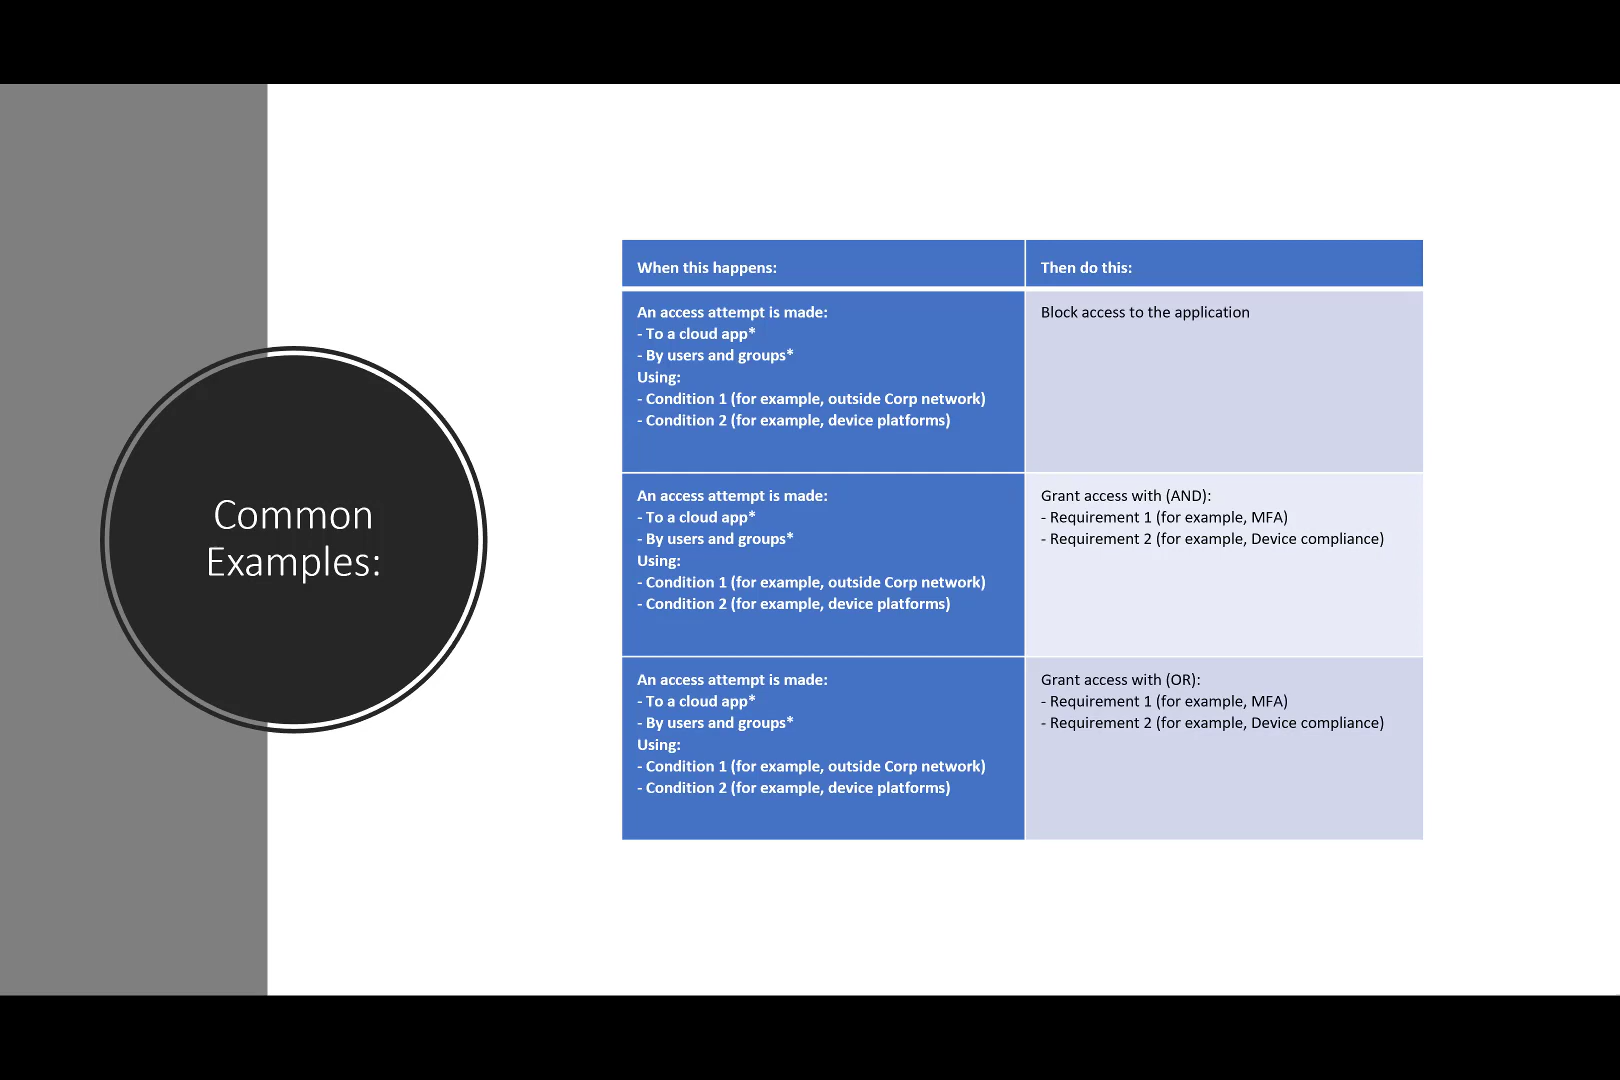 Common
Examples:
When this happens:
Then do this:
An access attempt is made:
- To a cloud app*
- By users and groups*
Using:
- Condition 1 (for example, outside Corp network)
- Condition 2 (for example, device platforms)
Block access to the application
An access attempt is made:
- To a cloud app*
- By users and groups*
Using:
- Condition 1 (for example, outside Corp network)
- Condition 2 (for example, device platforms)
Grant access with (AND):
- Requirement 1 (for example, MFA)
- Requirement 2 (for example, Device compliance)
An access attempt is made:
- To a cloud app*
- By users and groups*
Using:
- Condition 1 (for example, outside Corp network)
- Condition 2 (for example, device platforms)
Grant access with (OR):
- Requirement 1 (for example, MFA)
- Requirement 2 (for example, Device compliance)